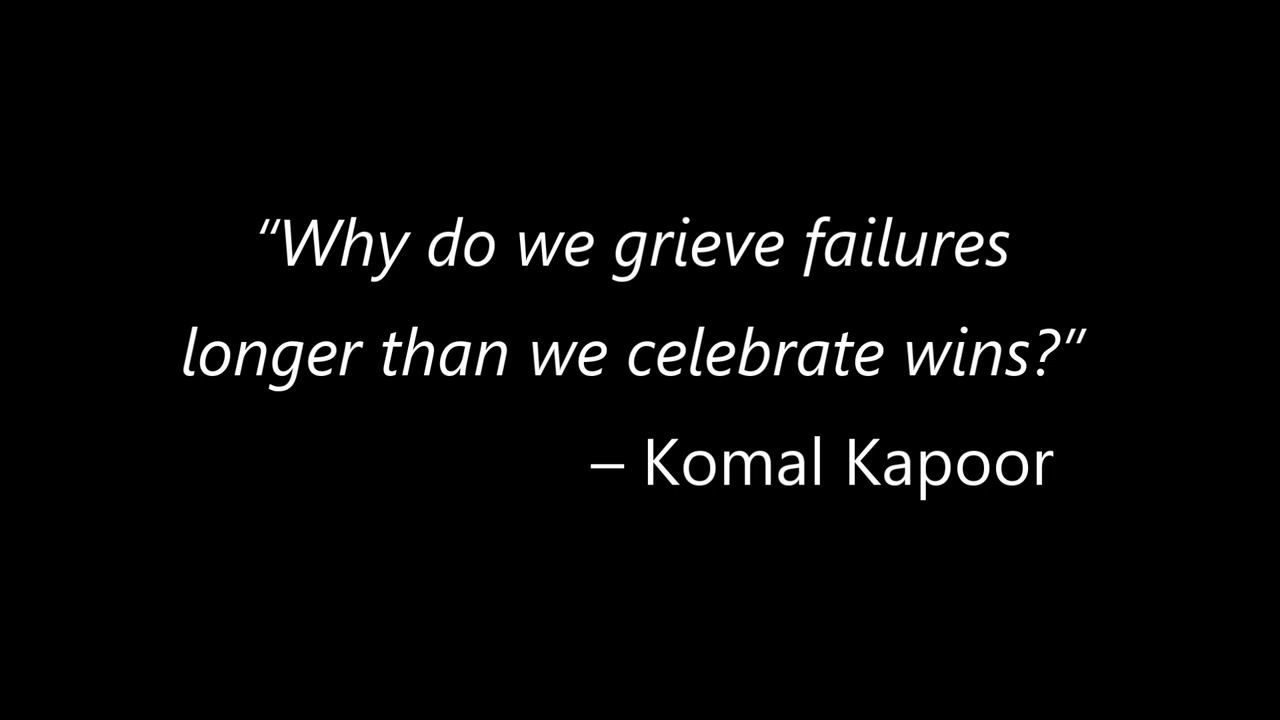 “Why do we grieve failures
longer than we celebrate wins?”
– Komal Kapoor